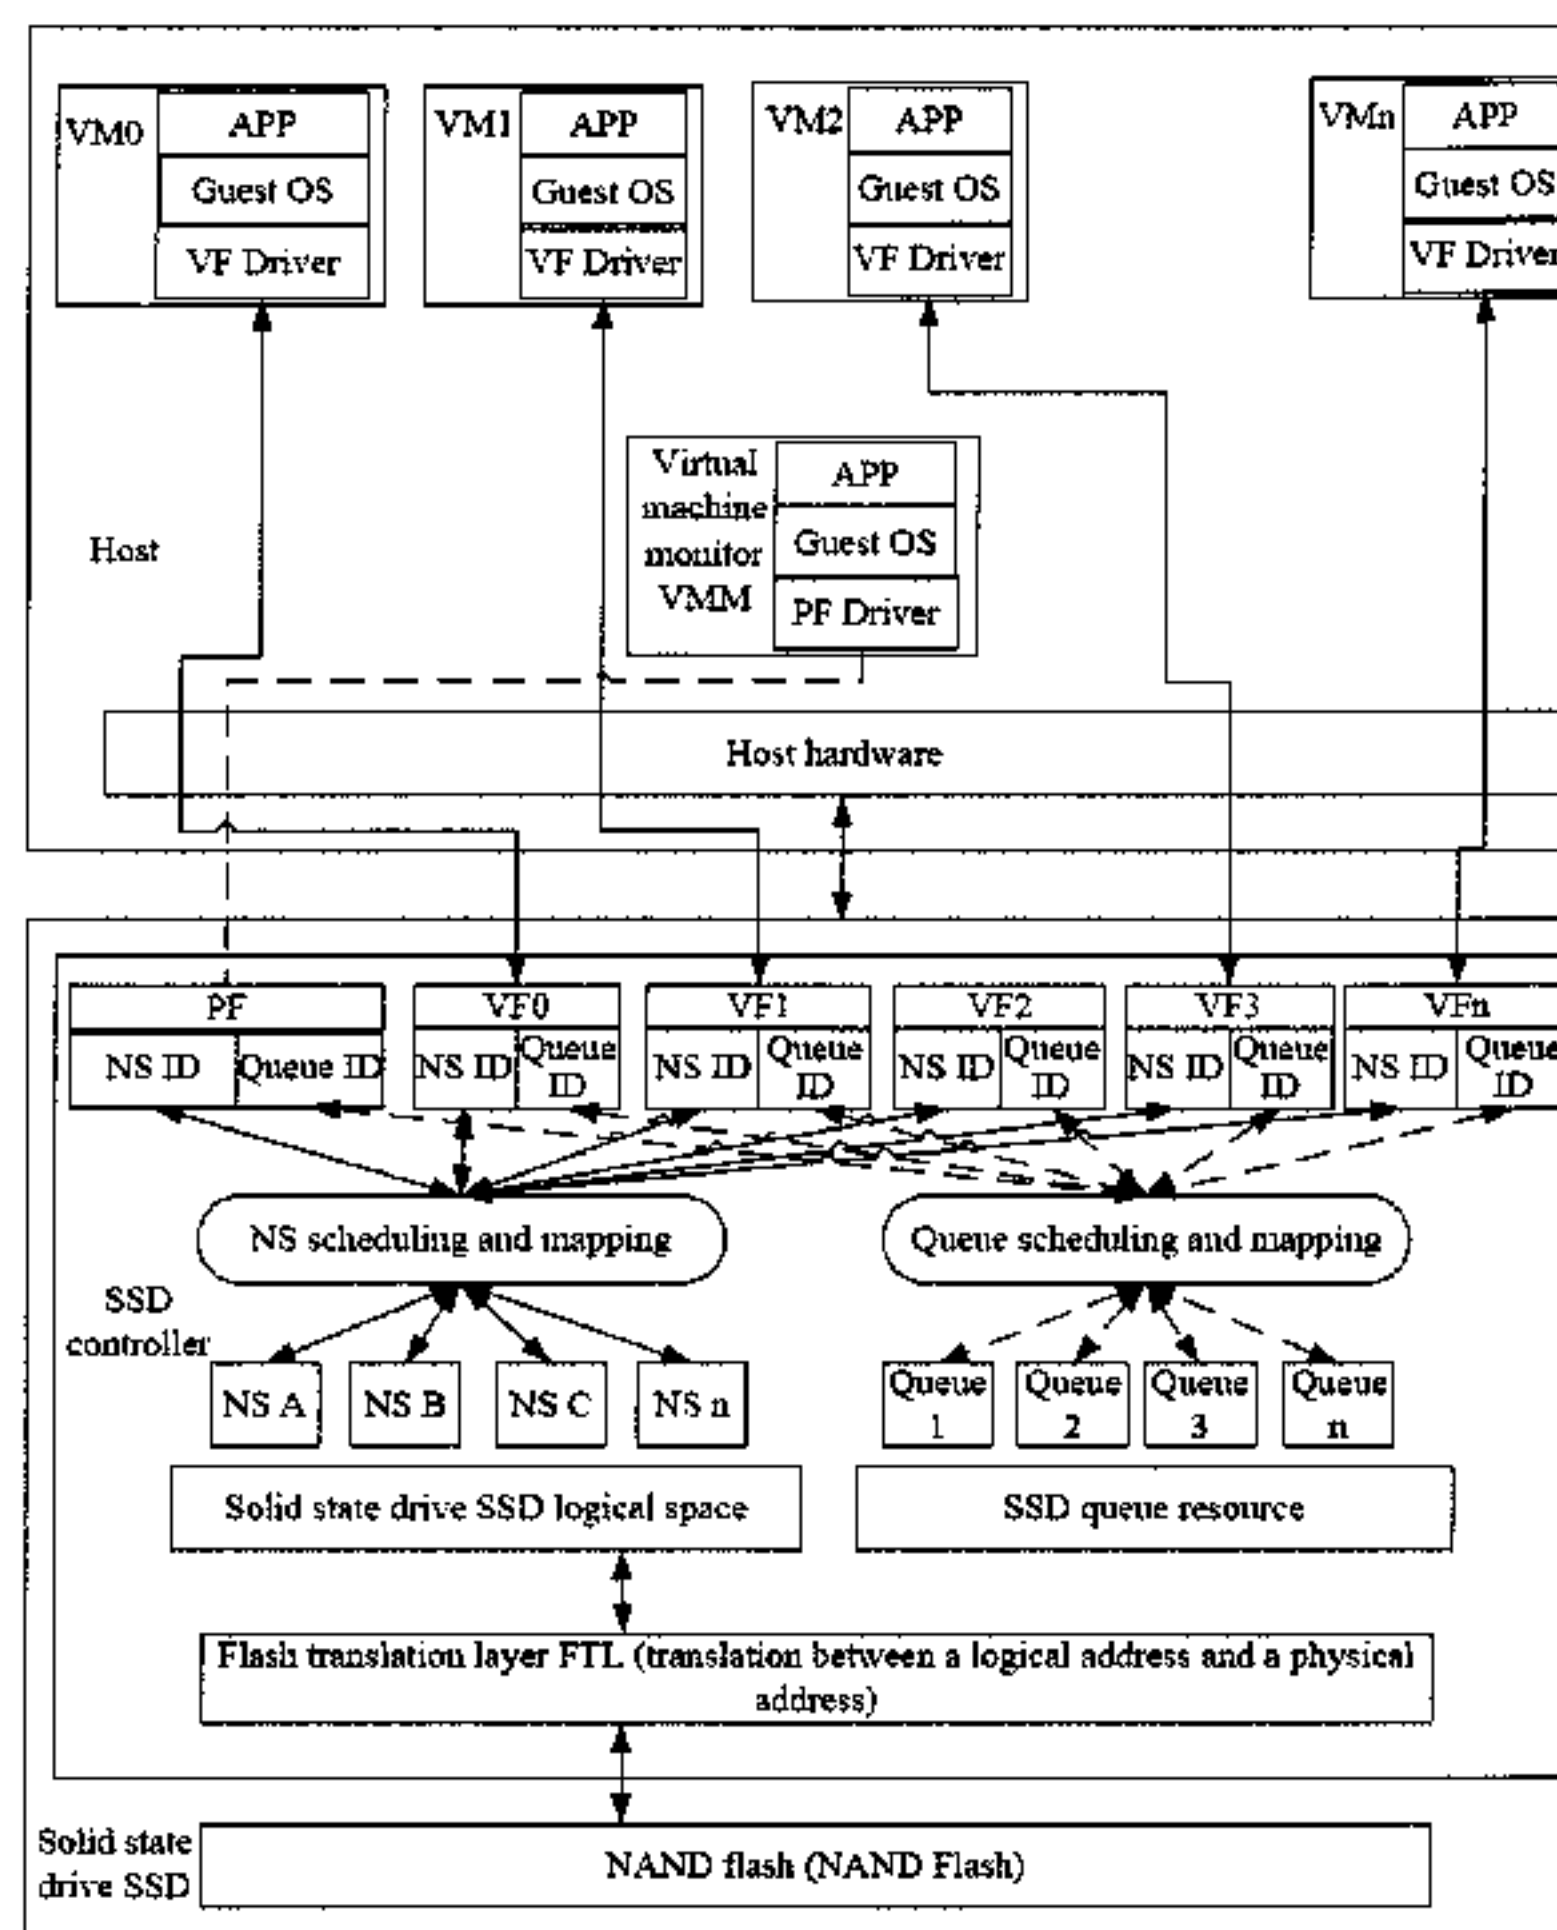 VM0
APP
Guest OS
VF Driver
VM1
APP
Guest OS
VF Driver
VM2
APP
Guest OS
VF Driver
VMn
APP
Guest OS
VF Driver
Virtual
machine
monitor
VMM
APP
Guest OS
PF Driver
Host
Host hardware
PF
NS ID
Queue ID
VF0
NS ID
Queue
ID
VF1
NS ID
Queue
ID
VF2
NS ID
Queue
ID
VF3
NS ID
Queue
ID
VFn
NS ID
Queue
ID
NS scheduling and mapping
Queue scheduling and mapping
SSD
controller
NS A
NS B
NS C
NS n
Queue
1
Queue
2
Queue
3
Queue
n
Solid state drive SSD logical space
SSD queue resource
Flash translation layer FTL (translation between a logical address and a physical
address)
Solid state
drive SSD
NAND flash (NAND Flash)